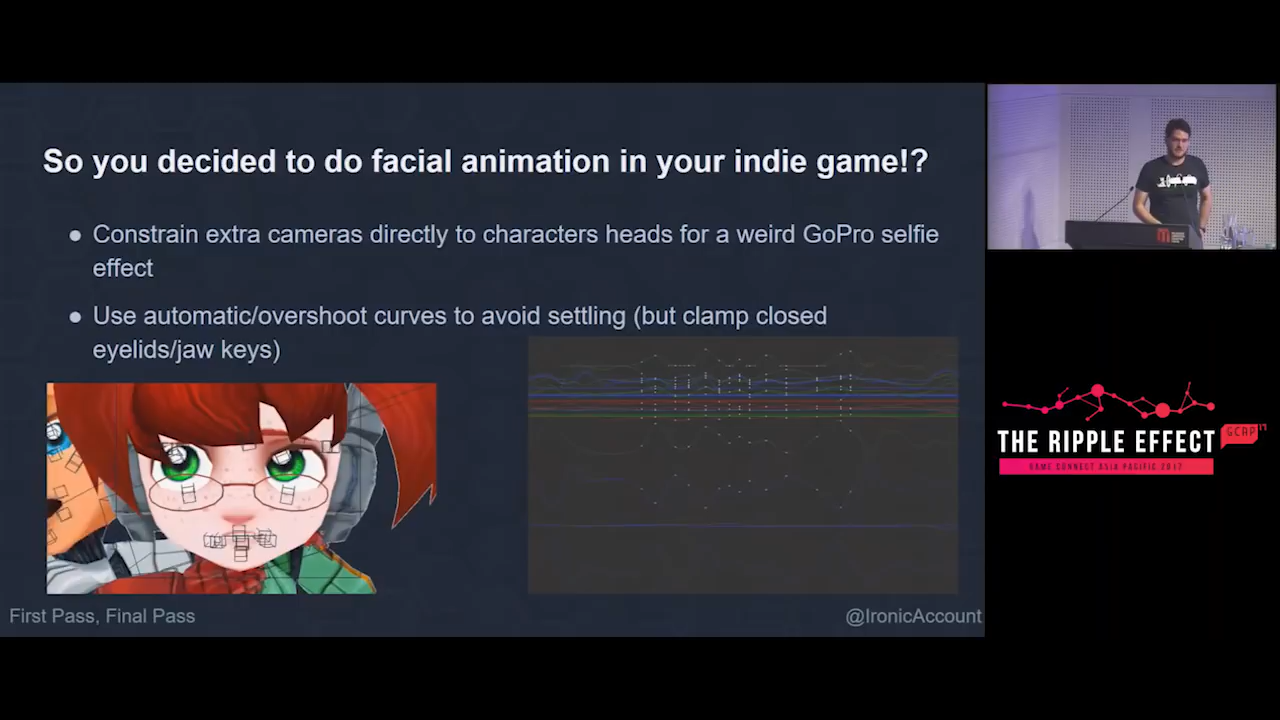 So you decided to do facial animation in your indie game!?
● Constrain extra cameras directly to characters heads for a weird GoPro selfie
effect
● Use automatic/overshoot curves to avoid settling (but clamp closed
eyelids/jaw keys)
First Pass, Final Pass
@IronicAccount
THE RIPPLE EFFECT
GCAP17
GAME CONNECT ASIA PACIFIC 2017